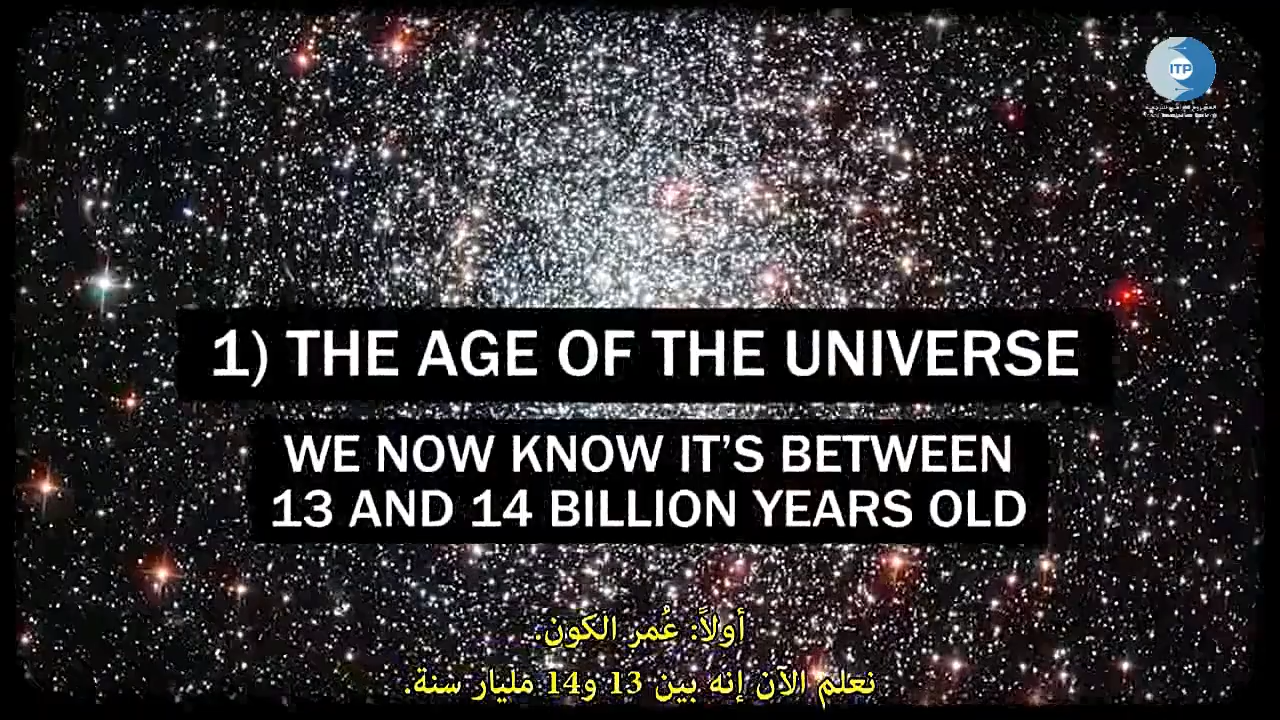 ITP
1) THE AGE OF THE UNIVERSE
WE NOW KNOW IT’S BETWEEN
13 AND 14 BILLION YEARS OLD
أولاً: عُمر الكون.
نعلم الآن إنه بين 13 و14 مليار سنة.